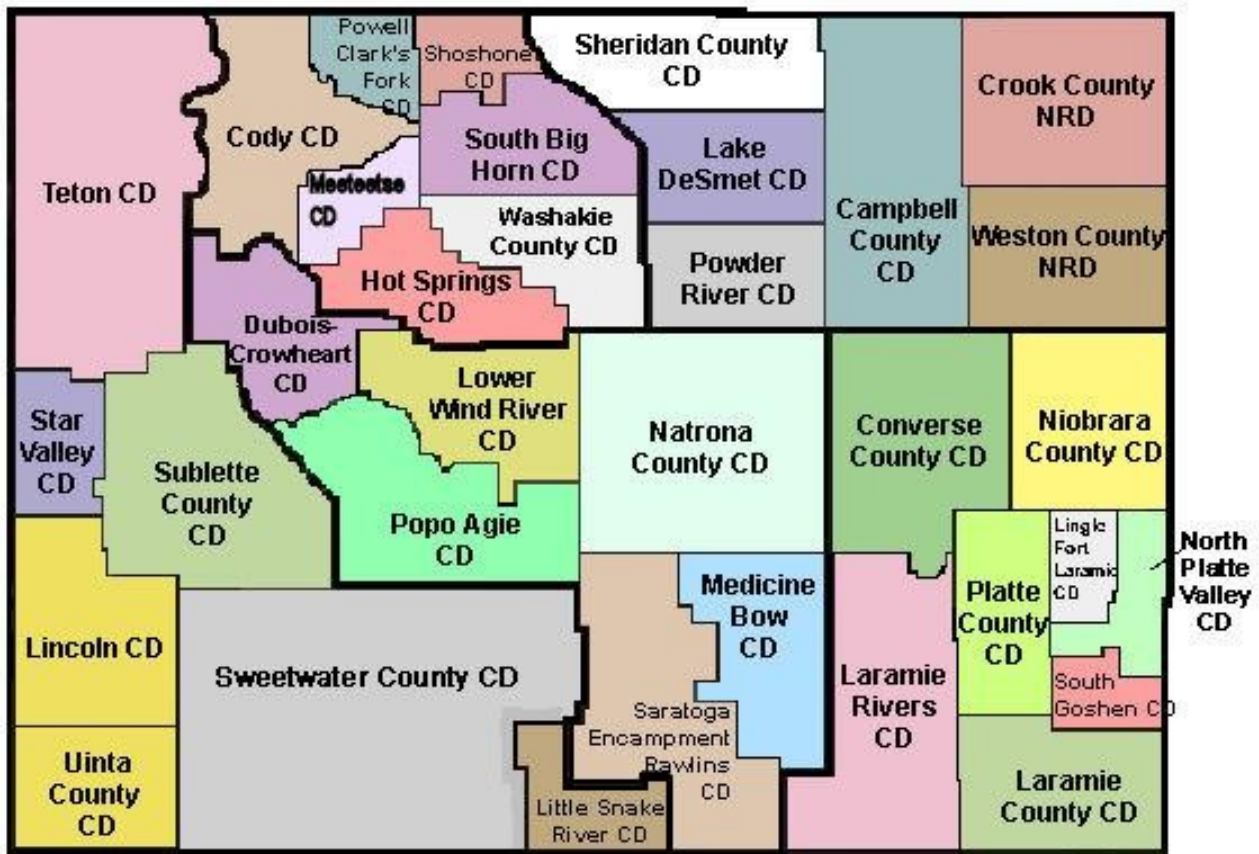 Powell
Clark's
Fork
CD
Shoshone
CD
Sheridan County
CD
Crook County
NRD
Cody CD
South Big
Horn CD
Lake
DeSmet CD
Teton CD
Meeteetse
CD
Washakie
County CD
Campbell
County
CD
Weston County
NRD
Hot Springs
CD
Powder
River CD
Dubois-
Crowheart
CD
Lower
Wind River
CD
Star
Valley
CD
Sublette
County
CD
Natrona
County CD
Converse
County CD
Niobrara
County CD
Popo Agie
CD
Medicine
Bow
CD
Lingle
Fort
Laramie
CD
North
Platte
Valley
CD
Platte
County
CD
Lincoln CD
Sweetwater County CD
Laramie
Rivers
CD
South
Goshen CD
Saratoga
Encampment
Rawlins
CD
Uinta
County
CD
Little Snake
River CD
Laramie
County CD